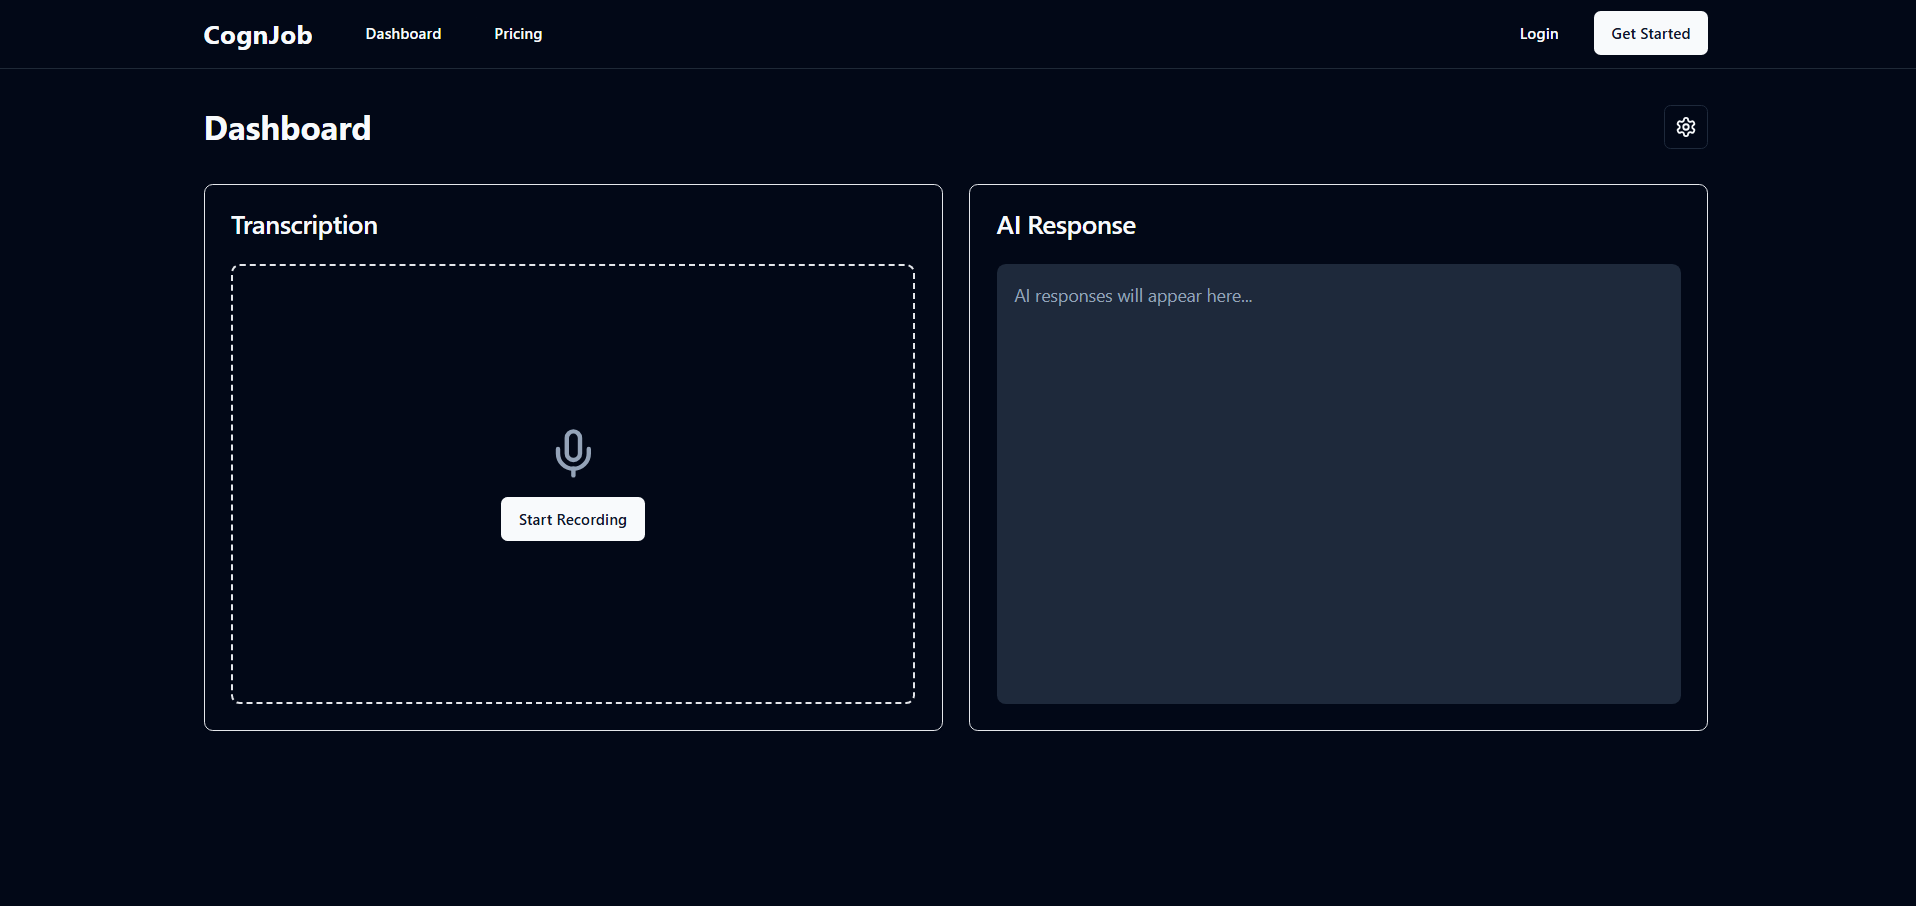 CognJob
Dashboard
Pricing
Login
Get Started
Dashboard
Transcription
Start Recording
AI Response
AI responses will appear here...